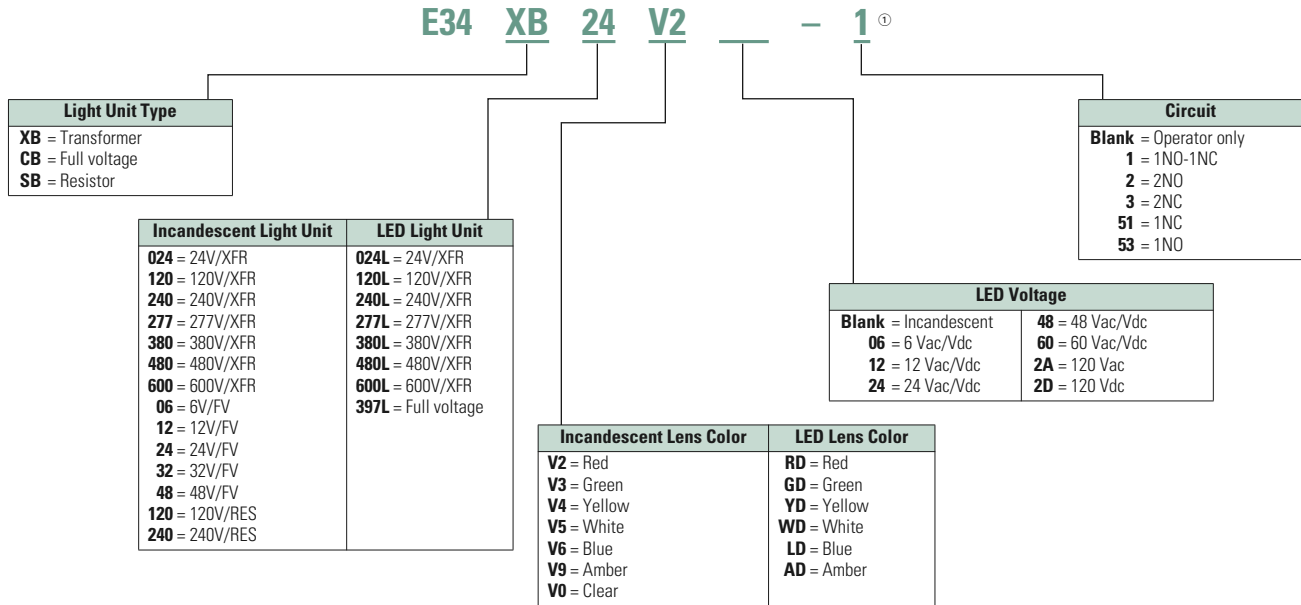 E34 XB 24 V2 __ – 1 ①
Light Unit Type
XB = Transformer
CB = Full voltage
SB = Resistor
Incandescent Light Unit
024 = 24V/XFR
120 = 120V/XFR
240 = 240V/XFR
277 = 277V/XFR
380 = 380V/XFR
480 = 480V/XFR
600 = 600V/XFR
06 = 6V/FV
12 = 12V/FV
24 = 24V/FV
32 = 32V/FV
48 = 48V/FV
120 = 120V/RES
240 = 240V/RES
LED Light Unit
024L = 24V/XFR
120L = 120V/XFR
240L = 240V/XFR
277L = 277V/XFR
380L = 380V/XFR
480L = 480V/XFR
600L = 600V/XFR
397L = Full voltage
Incandescent Lens Color
V2 = Red
V3 = Green
V4 = Yellow
V5 = White
V6 = Blue
V9 = Amber
V0 = Clear
LED Lens Color
RD = Red
GD = Green
YD = Yellow
WD = White
LD = Blue
AD = Amber
LED Voltage
Blank = Incandescent
06 = 6 Vac/Vdc
12 = 12 Vac/Vdc
24 = 24 Vac/Vdc
48 = 48 Vac/Vdc
60 = 60 Vac/Vdc
2A = 120 Vac
2D = 120 Vdc
Circuit
Blank = Operator only
1 = 1NO-1NC
2 = 2NO
3 = 2NC
51 = 1NC
53 = 1NO